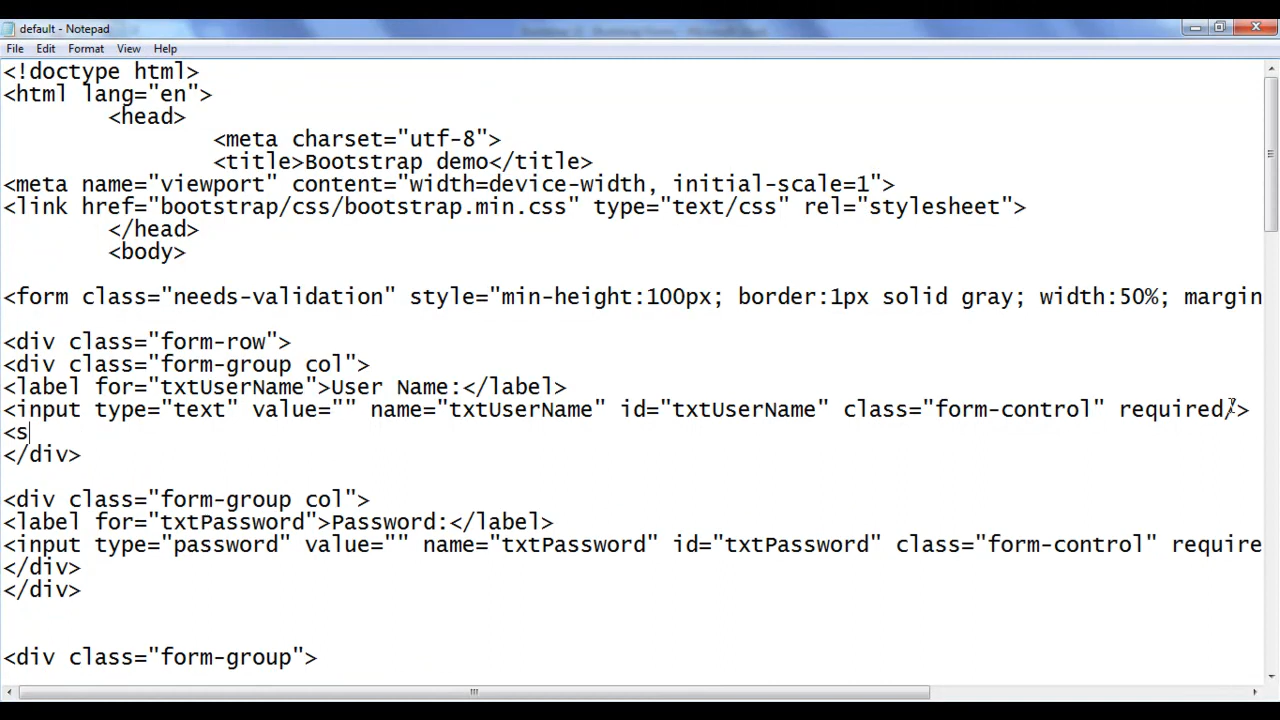 default - Notepad
File Edit Format View Help
<!doctype html>
<html lang="en">
<head>
<meta charset="utf-8">
<title>Bootstrap demo</title>
<meta name="viewport" content="width=device-width, initial-scale=1">
<link href="bootstrap/css/bootstrap.min.css" type="text/css" rel="stylesheet">
</head>
<body>
<form class="needs-validation" style="min-height:100px; border:1px solid gray; width:50%; margin
<div class="form-row">
<div class="form-group col">
<label for="txtUserName">User Name:</label>
<input type="text" value="" name="txtUserName" id="txtUserName" class="form-control" required/>
<s
</div>
<div class="form-group col">
<label for="txtPassword">Password:</label>
<input type="password" value="" name="txtPassword" id="txtPassword" class="form-control" require
</div>
</div>
<div class="form-group">